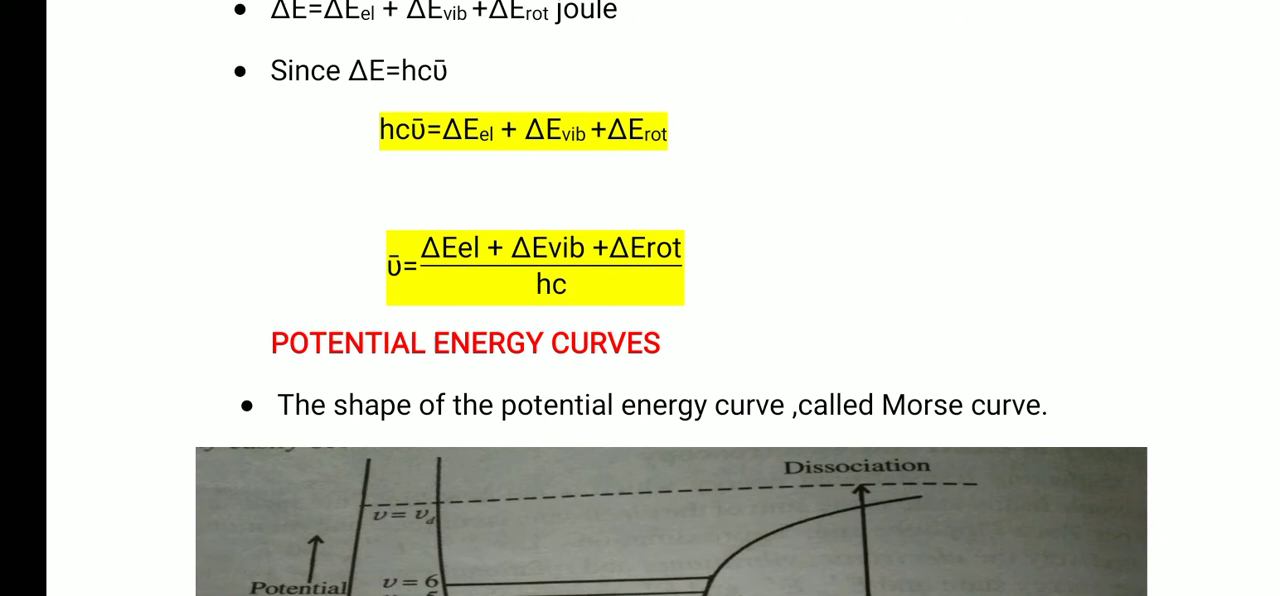 • ΔE=ΔEel + ΔEvib +ΔErot joule
• Since ΔE=hcῡ
hcῡ=ΔEel + ΔEvib +ΔErot
ῡ=ΔEel + ΔEvib +ΔErot
hc
POTENTIAL ENERGY CURVES
• The shape of the potential energy curve ,called Morse curve.
Dissociation
υ = υd
Potential
υ = 6